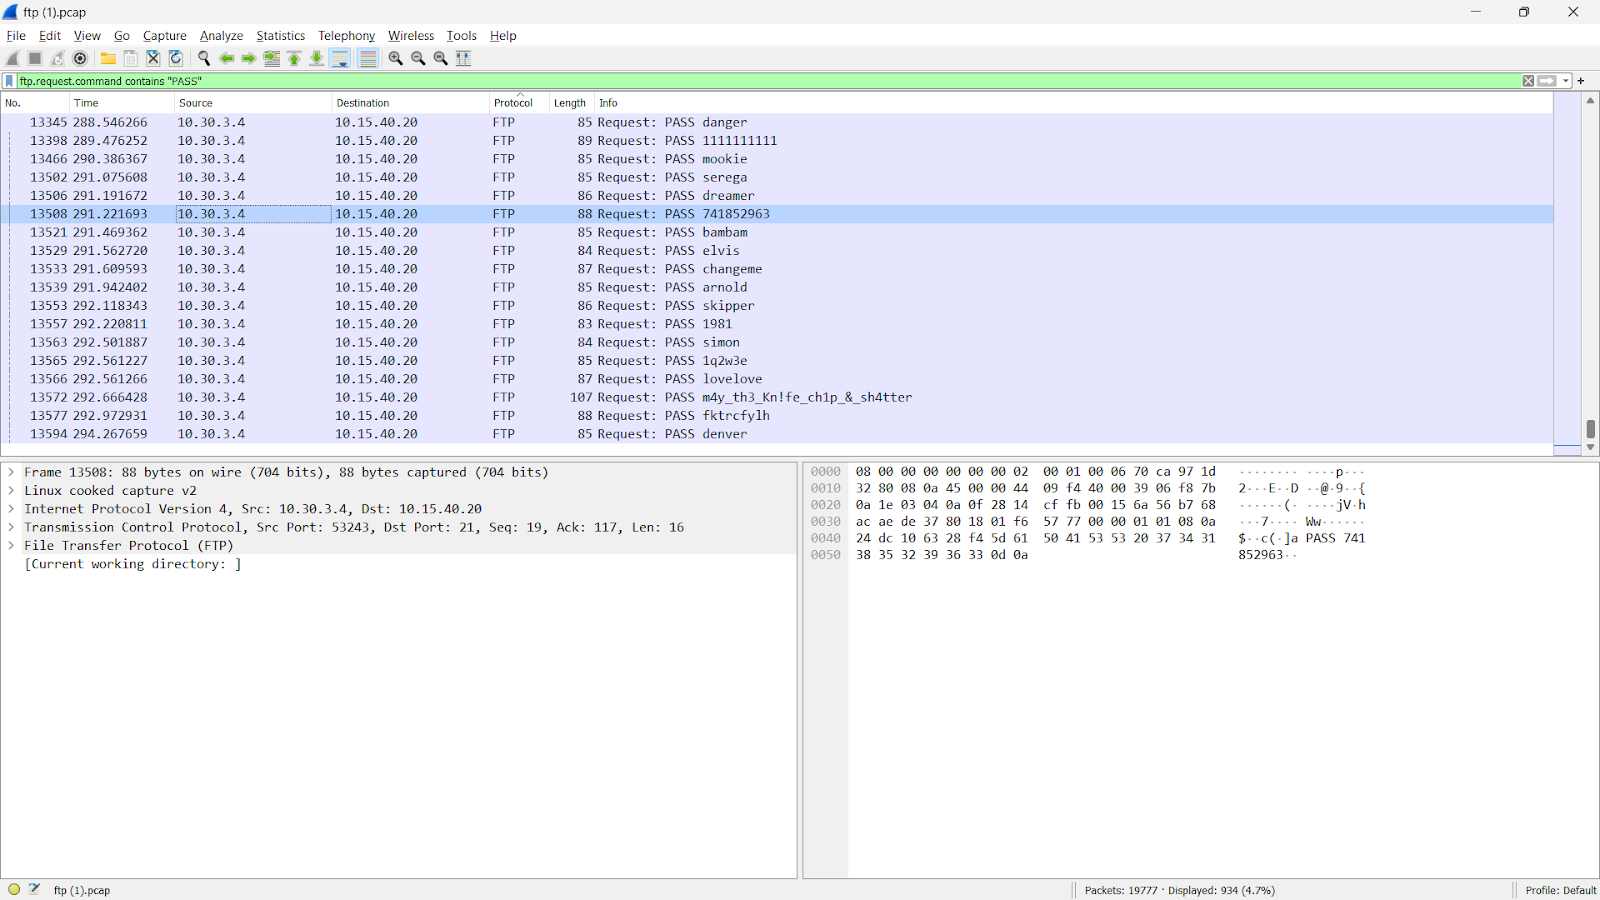 ftp (1).pcap
File Edit View Go Capture Analyze Statistics Telephony Wireless Tools Help
ftp.request.command contains "PASS"
No. Time Source Destination Protocol Length Info
13345 288.546266 10.30.3.4 10.15.40.20 FTP 85 Request: PASS danger
13398 289.476252 10.30.3.4 10.15.40.20 FTP 89 Request: PASS 1111111111
13466 290.386367 10.30.3.4 10.15.40.20 FTP 85 Request: PASS mookie
13502 291.075608 10.30.3.4 10.15.40.20 FTP 85 Request: PASS serega
13506 291.191672 10.30.3.4 10.15.40.20 FTP 86 Request: PASS dreamer
13508 291.221693 10.30.3.4 10.15.40.20 FTP 88 Request: PASS 741852963
13521 291.469362 10.30.3.4 10.15.40.20 FTP 85 Request: PASS bambam
13529 291.562720 10.30.3.4 10.15.40.20 FTP 84 Request: PASS elvis
13533 291.609593 10.30.3.4 10.15.40.20 FTP 87 Request: PASS changeme
13539 291.942402 10.30.3.4 10.15.40.20 FTP 85 Request: PASS arnold
13553 292.118343 10.30.3.4 10.15.40.20 FTP 86 Request: PASS skipper
13557 292.220811 10.30.3.4 10.15.40.20 FTP 83 Request: PASS 1981
13563 292.501887 10.30.3.4 10.15.40.20 FTP 84 Request: PASS simon
13565 292.561227 10.30.3.4 10.15.40.20 FTP 85 Request: PASS 1q2w3e
13566 292.561266 10.30.3.4 10.15.40.20 FTP 87 Request: PASS lovelove
13572 292.666428 10.30.3.4 10.15.40.20 FTP 107 Request: PASS m4y_th3_Kn!fe_ch1p_&_sh4tter
13577 292.972931 10.30.3.4 10.15.40.20 FTP 88 Request: PASS fktrcfylh
13594 294.267659 10.30.3.4 10.15.40.20 FTP 85 Request: PASS denver
Frame 13508: 88 bytes on wire (704 bits), 88 bytes captured (704 bits)
Linux cooked capture v2
Internet Protocol Version 4, Src: 10.30.3.4, Dst: 10.15.40.20
Transmission Control Protocol, Src Port: 53243, Dst Port: 21, Seq: 19, Ack: 117, Len: 16
File Transfer Protocol (FTP)
[Current working directory: ]
0000 08 00 00 00 00 00 00 02 00 01 00 06 70 ca 97 1d ········ ····p···
0010 32 80 08 0a 45 00 00 44 09 f4 40 00 39 06 f8 7b 2···E··D ··@·9··{
0020 0a 1e 03 04 0a 0f 28 14 cf fb 00 15 6a 56 b7 68 ······(· ····jV·h
0030 ac ae de 37 80 18 01 f6 57 77 00 00 01 01 08 0a ···7···· Ww······
0040 24 dc 10 63 28 f4 5d 61 50 41 53 53 20 37 34 31 $··c(·]a PASS 741
0050 38 35 32 39 36 33 0d 0a 852963··
ftp (1).pcap
Packets: 19777 · Displayed: 934 (4.7%)
Profile: Default